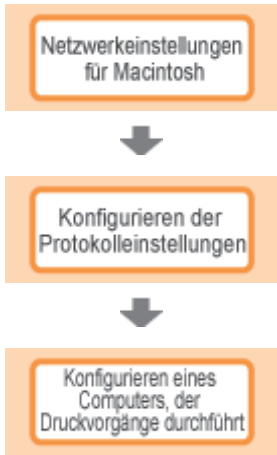 Netzwerkeinstellungen
für Macintosh
Konfigurieren der
Protokolleinstellungen
Konfigurieren eines
Computers, der
Druckvorgänge durchführt